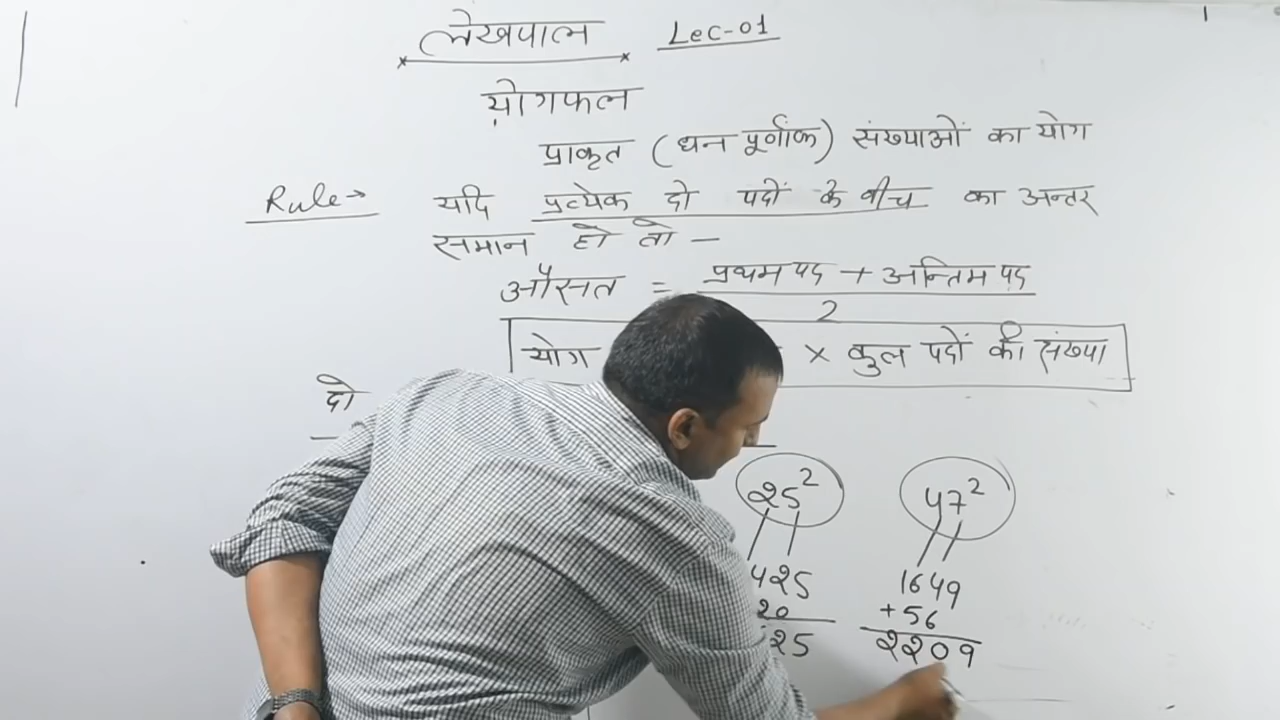 लेखपाल Lec-01
योगफल
प्राकृत (धन पूर्णांक) संख्याओं का योग
Rule→ यदि प्रत्येक दो पदों के बीच का अन्तर
समान हो तो —
औसत = प्रथम पद + अन्तिम पद
2
योग × कुल पदों की संख्या
दो
25² 47²
425 1649
20 +56
25 2209